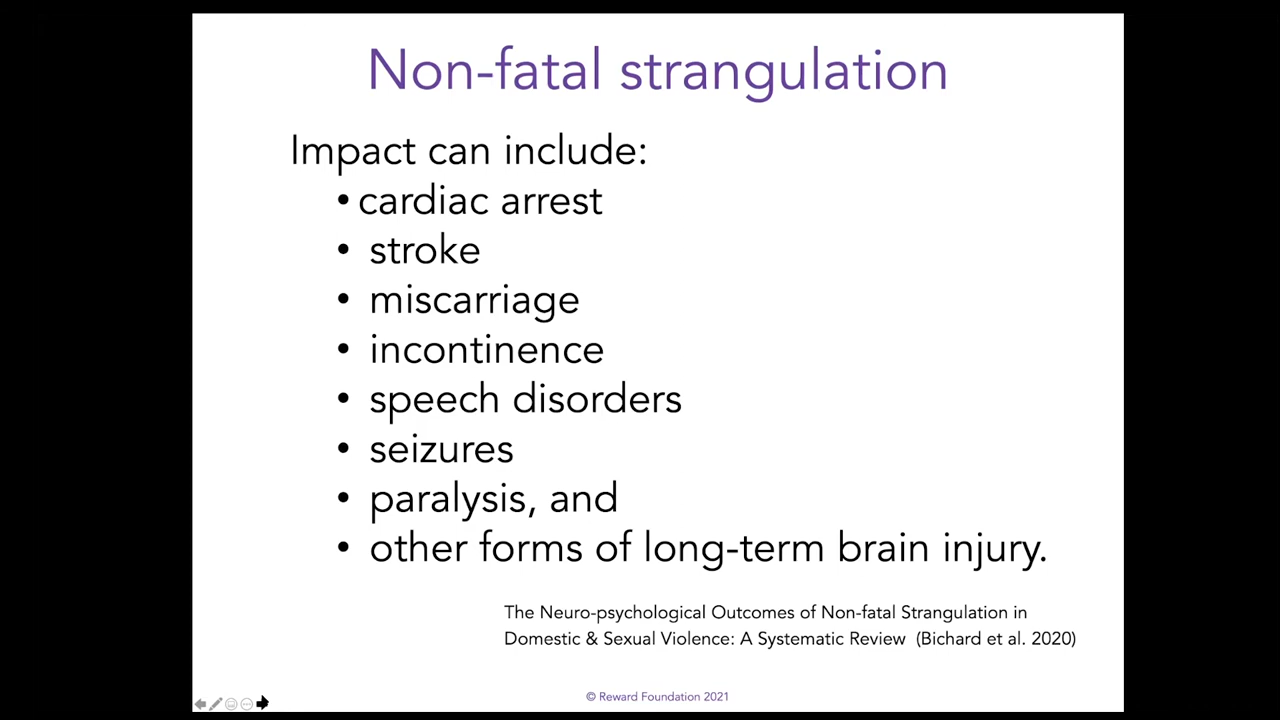 Non-fatal strangulation
Impact can include:
• cardiac arrest
• stroke
• miscarriage
• incontinence
• speech disorders
• seizures
• paralysis, and
• other forms of long-term brain injury.
The Neuro-psychological Outcomes of Non-fatal Strangulation in
Domestic & Sexual Violence: A Systematic Review (Bichard et al. 2020)
© Reward Foundation 2021